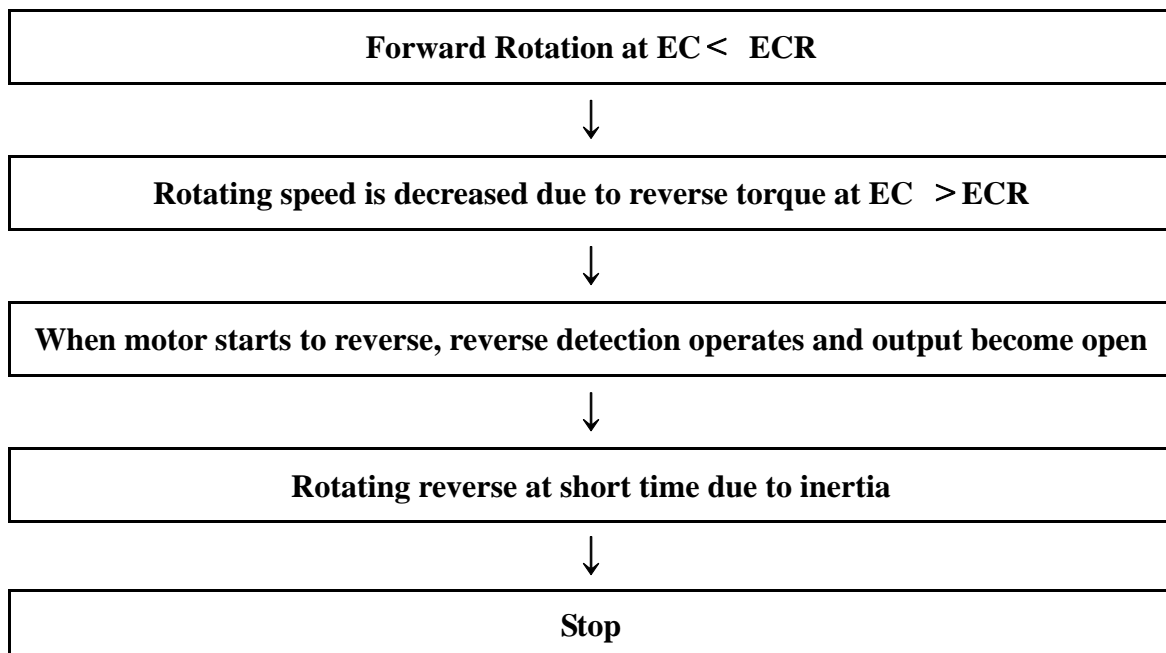 Forward Rotation at EC＜ ECR
↓
Rotating speed is decreased due to reverse torque at EC ＞ECR
↓
When motor starts to reverse, reverse detection operates and output become open
↓
Rotating reverse at short time due to inertia
↓
Stop